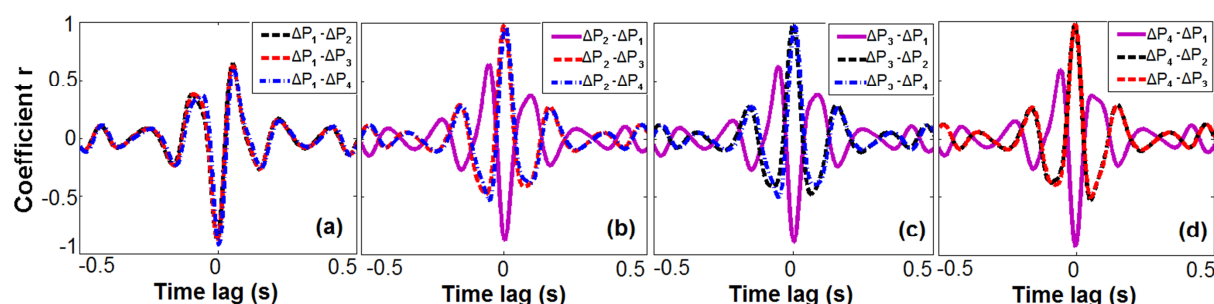 Coefficient r
1
0.5
0
-0.5
-1
ΔP1 -ΔP2
ΔP1 -ΔP3
ΔP1 -ΔP4
(a)
-0.5
0
0.5
Time lag (s)
ΔP2 -ΔP1
ΔP2 -ΔP3
ΔP2 -ΔP4
(b)
-0.5
0
0.5
Time lag (s)
ΔP3 -ΔP1
ΔP3 -ΔP2
ΔP3 -ΔP4
(c)
-0.5
0
0.5
Time lag (s)
ΔP4 -ΔP1
ΔP4 -ΔP2
ΔP4 -ΔP3
(d)
-0.5
0
0.5
Time lag (s)